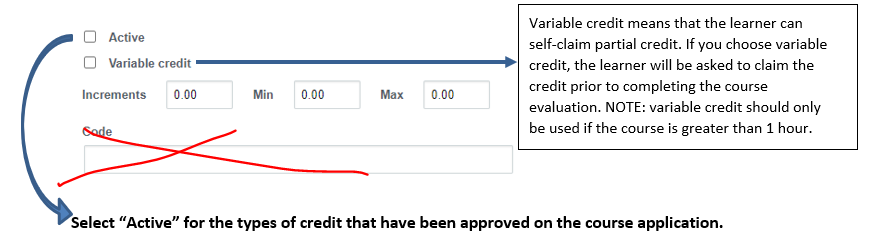 Active
Variable credit
Increments 0.00 Min 0.00 Max 0.00
Code
Variable credit means that the learner can
self-claim partial credit. If you choose variable
credit, the learner will be asked to claim the
credit prior to completing the course
evaluation. NOTE: variable credit should only
be used if the course is greater than 1 hour.
Select “Active” for the types of credit that have been approved on the course application.